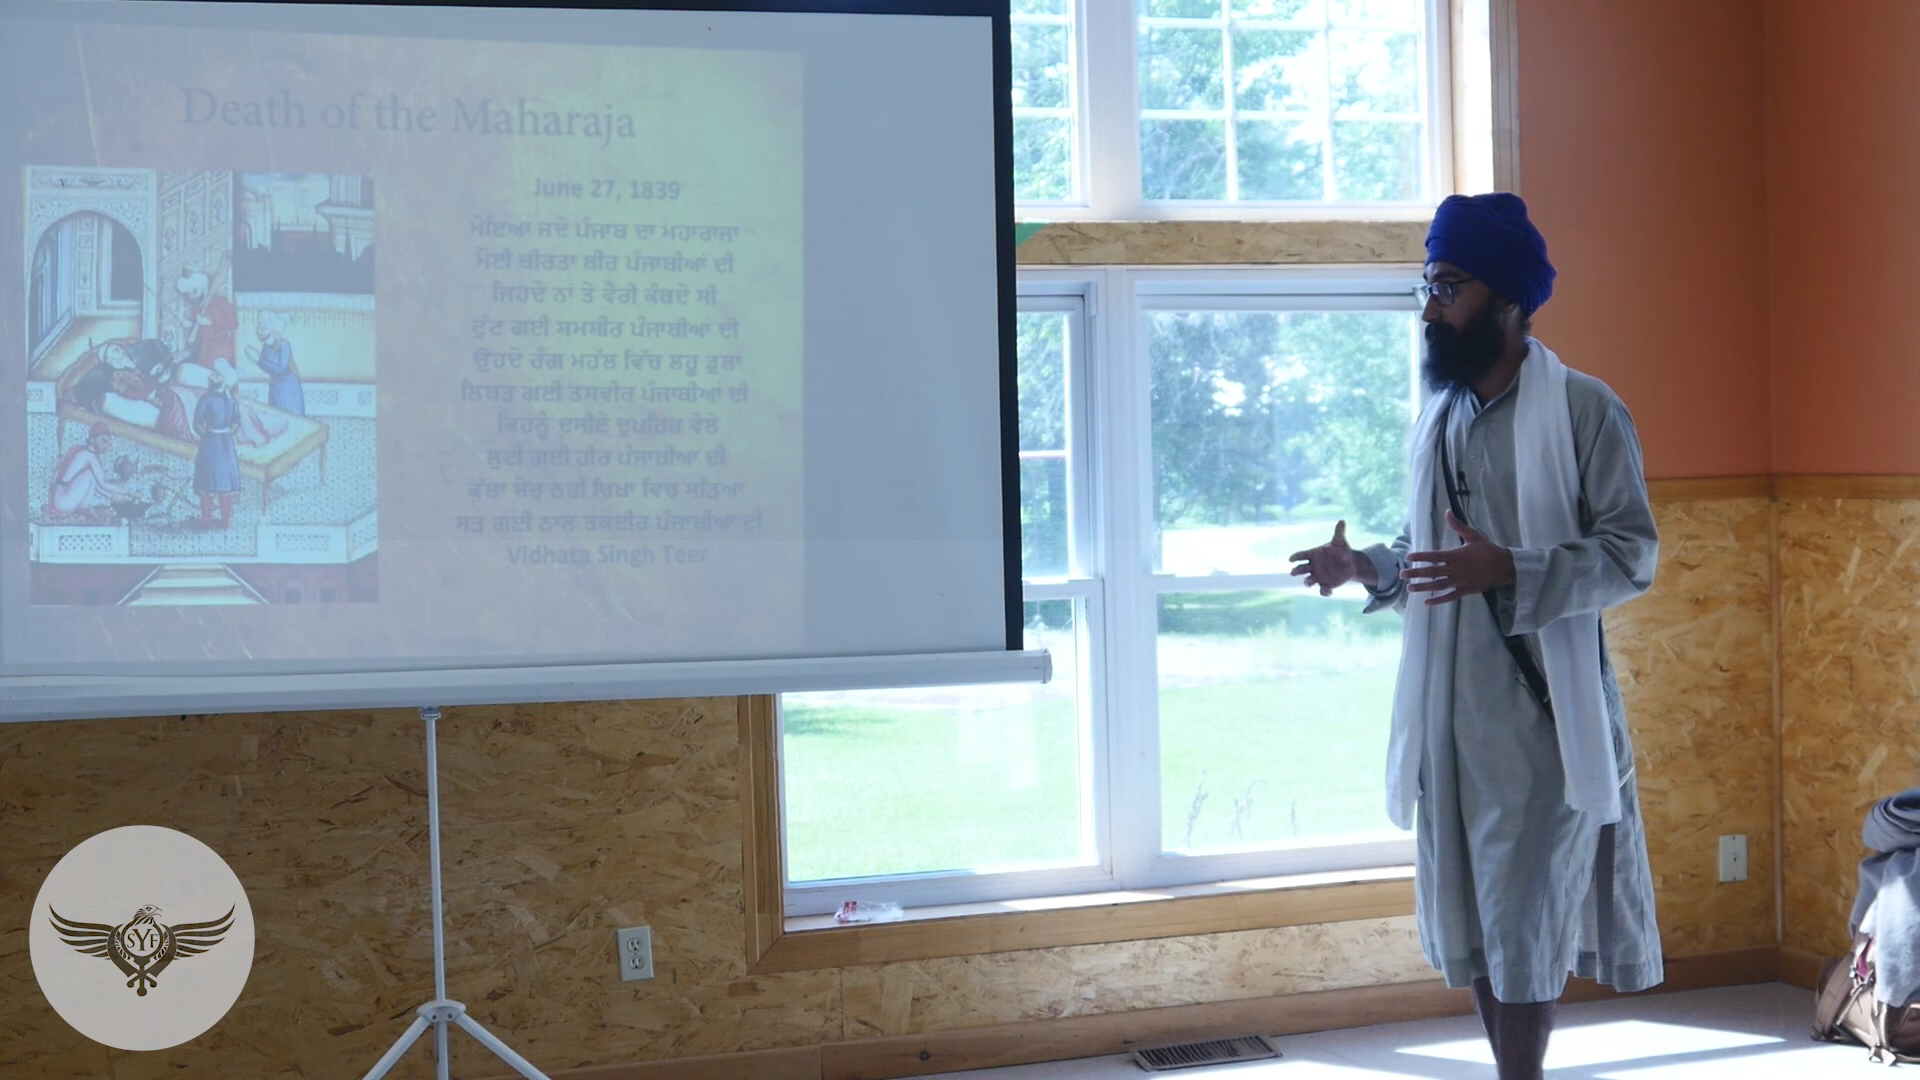 Death of the Maharaja
June 27, 1839
ਮੋਇਆ ਜਦੋਂ ਪੰਜਾਬ ਦਾ ਮਹਾਰਾਜਾ
ਮੋਈ ਬੀਰਤਾ ਬੀਰ ਪੰਜਾਬੀਆਂ ਦੀ
ਜਿਹਦੇ ਨਾਂ ਤੇ ਵੈਰੀ ਕੰਬਦੇ ਸੀ
ਟੁੱਟ ਗਈ ਸਮਸ਼ੀਰ ਪੰਜਾਬੀਆਂ ਦੀ
ਉਹਦੇ ਰੰਗ ਮਹੱਲ ਵਿੱਚ ਲਹੂ ਡੁਲਾ
ਲਿਬੜ ਗਈ ਤਸਵੀਰ ਪੰਜਾਬੀਆਂ ਦੀ
ਕਿਹਨੂੰ ਦਸੀਏ ਦੁਪਹਿਰ ਵੇਲੇ
ਲੁਟੀ ਗਈ ਹੀਰ ਪੰਜਾਬੀਆਂ ਦੀ
ਕੱਲਾ ਸ਼ੇਰ ਨਹੀਂ ਚਿਖਾ ਵਿਚ ਸੜਿਆ
ਸੜ ਗਈ ਨਾਲ ਤਕਦੀਰ ਪੰਜਾਬੀਆਂ ਦੀ
Vidhata Singh Teer
SYF